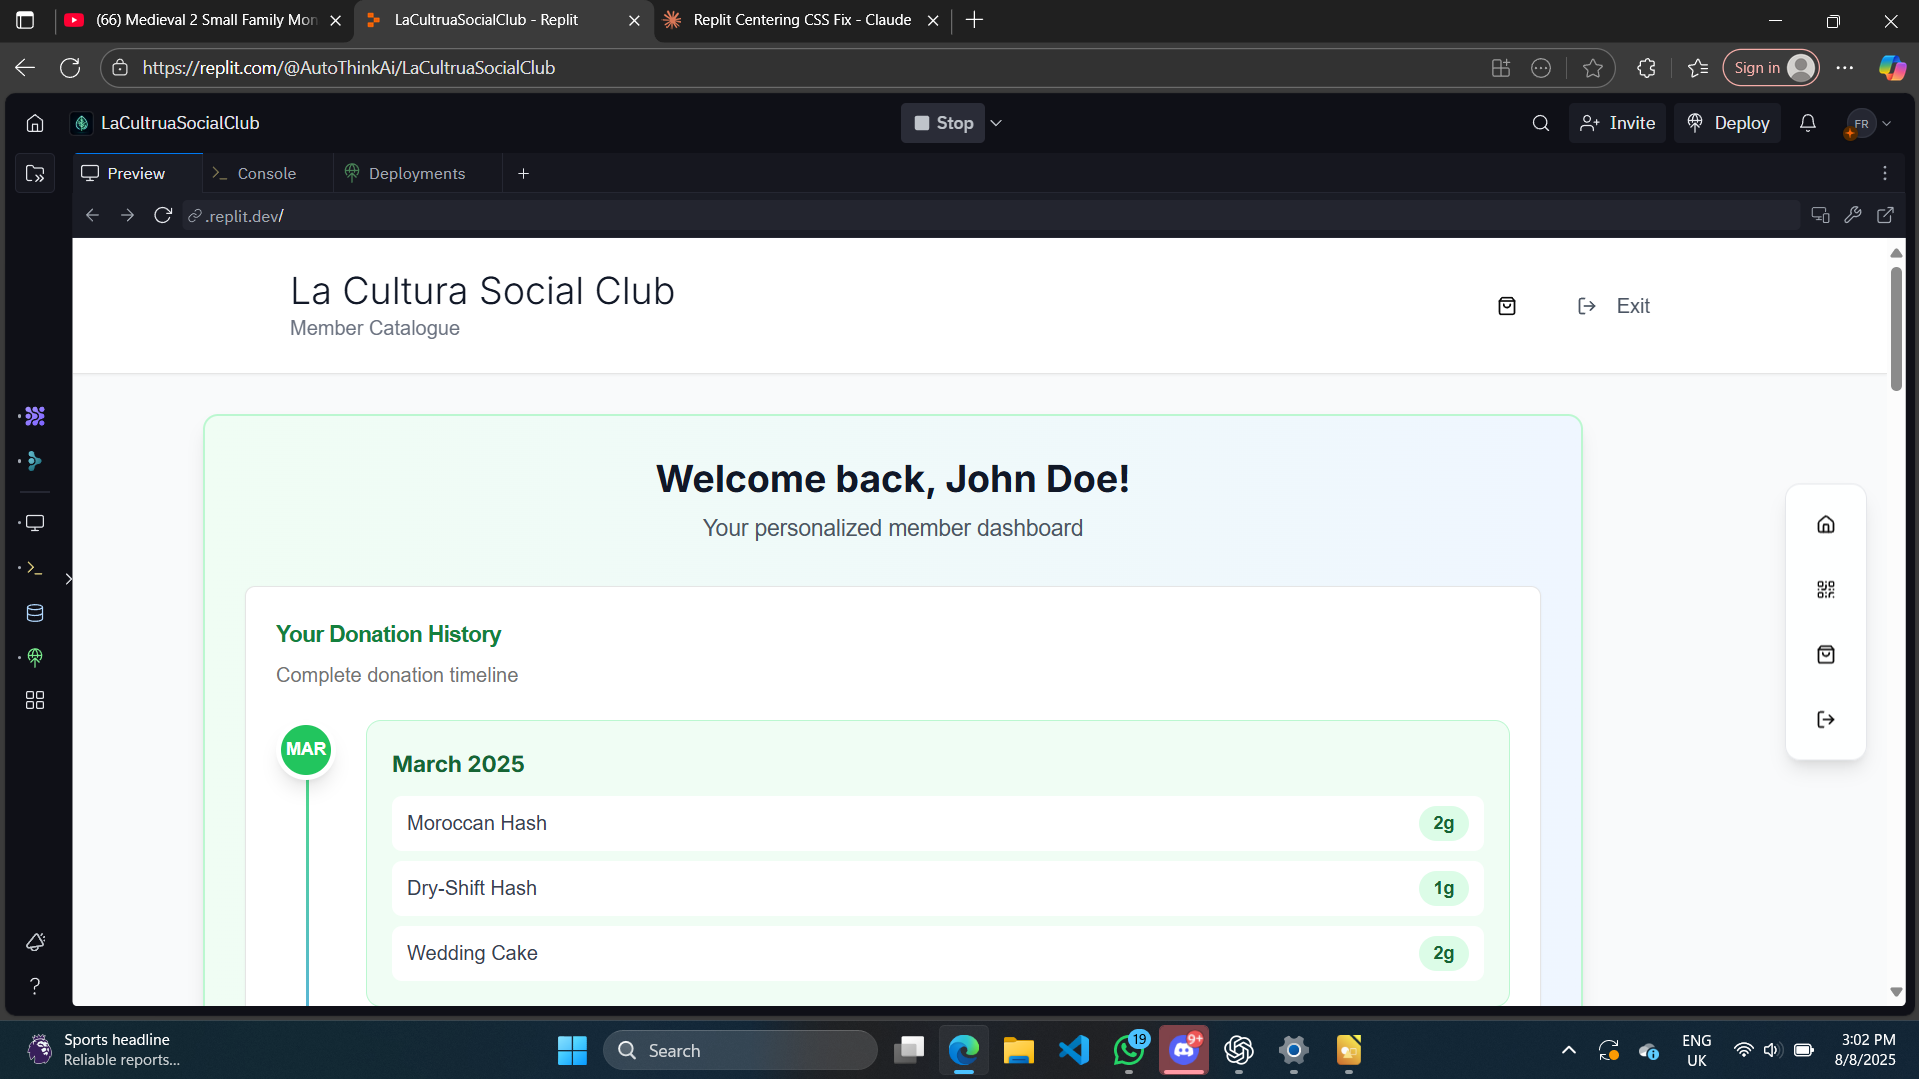 (66) Medieval 2 Small Family Mon
LaCultruaSocialClub - Replit
Replit Centering CSS Fix - Claude
https://replit.com/@AutoThinkAi/LaCultruaSocialClub
Sign in
LaCultruaSocialClub
Stop
Invite
Deploy
FR
Preview
Console
Deployments
.replit.dev/
La Cultura Social Club
Member Catalogue
Exit
Welcome back, John Doe!
Your personalized member dashboard
Your Donation History
Complete donation timeline
MAR
March 2025
Moroccan Hash
2g
Dry-Shift Hash
1g
Wedding Cake
2g
Sports headline
Reliable reports...
Search
19
9+
ENG
UK
3:02 PM
8/8/2025